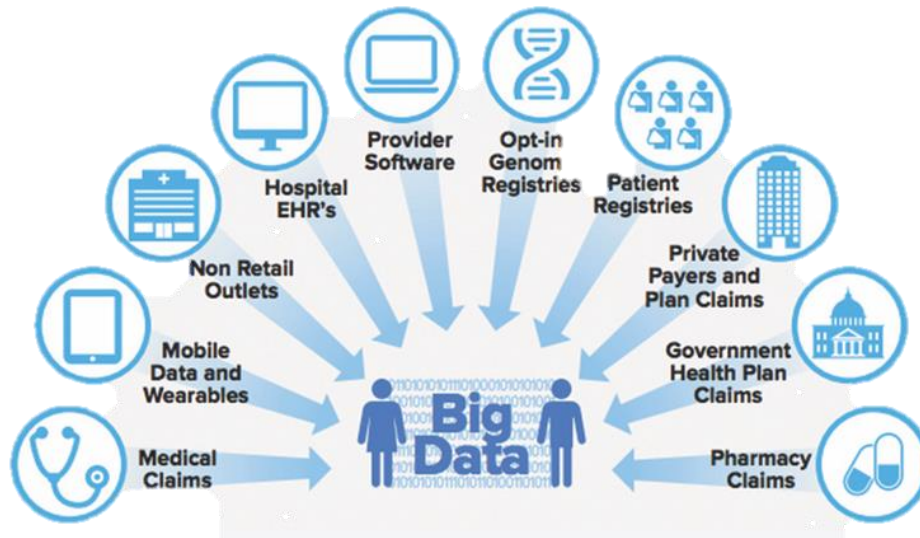 Provider
Software
Opt-in
Genom
Registries
Hospital
EHR's
Patient
Registries
Non Retail
Outlets
Private
Payers and
Plan Claims
Mobile
Data and
Wearables
Government
Health Plan
Claims
Medical
Claims
Big
Data
Pharmacy
Claims